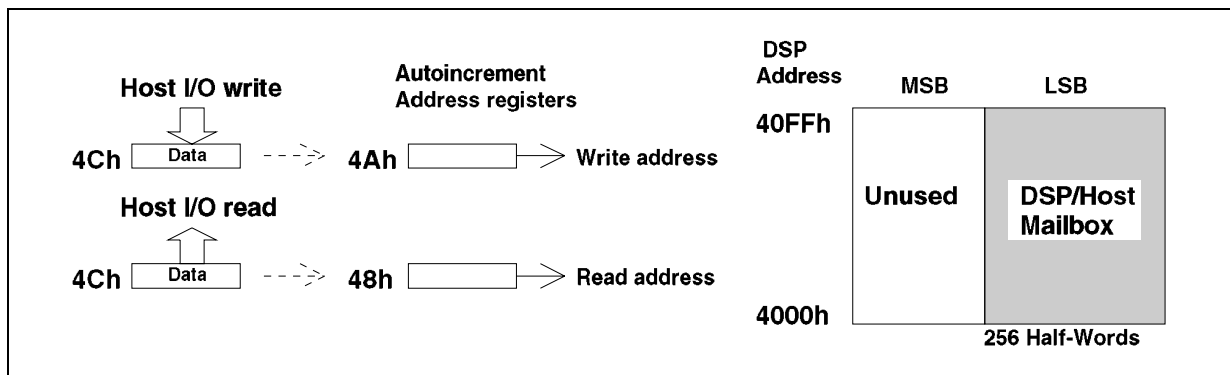 Host I/O write
4Ch
Data
Host I/O read
4Ch
Data
Autoincrement
Address registers
4Ah
Write address
48h
Read address
DSP
Address
MSB
LSB
40FFh
Unused
DSP/Host
Mailbox
4000h
256 Half-Words